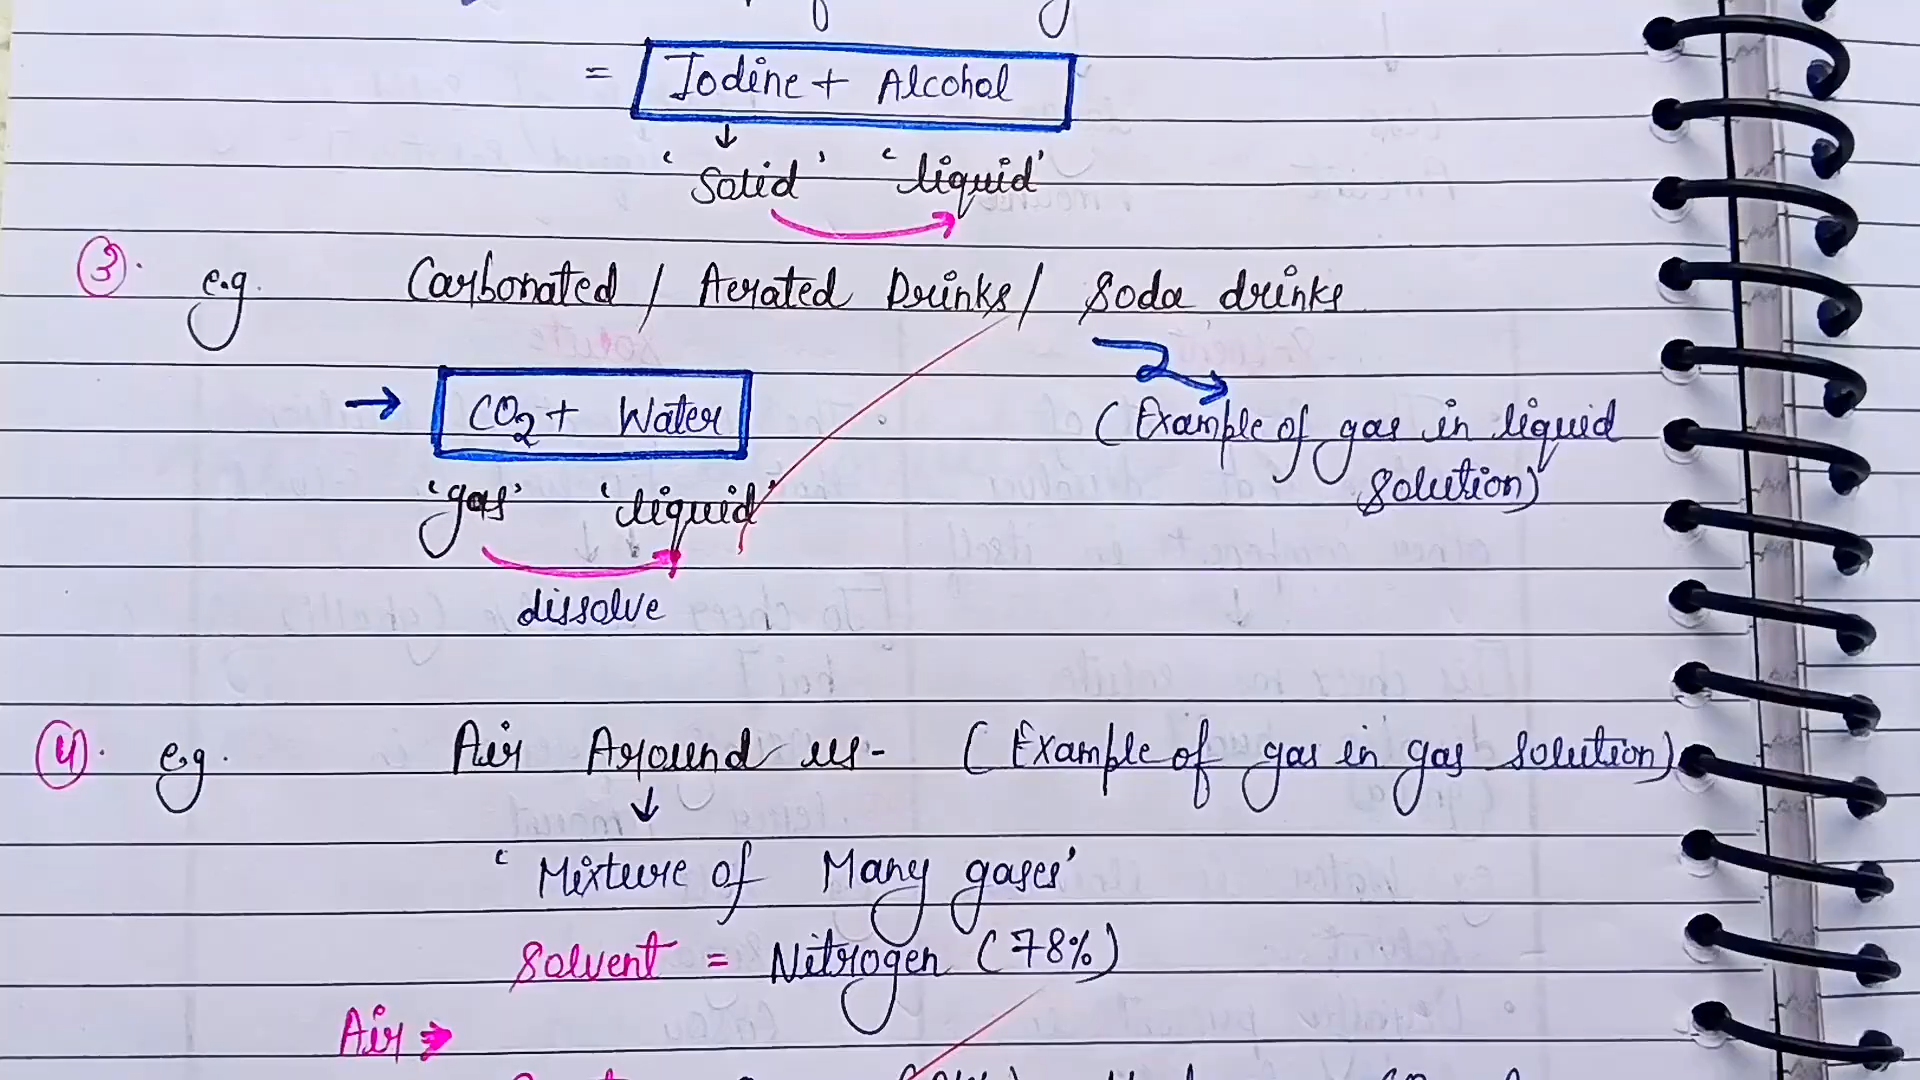 = Iodine + Alcohol
↓
'Solid' 'liquid'
③. e.g. Carbonated / Aerated Drinks / Soda drinks
→ CO2 + Water (Example of gas in liquid
solution)
'gas' 'liquid'
dissolve
④. e.g. Air Around us - (Example of gas in gas solution)
↓
'Mixture of Many gases'
Solvent = Nitrogen (78%)
Air →